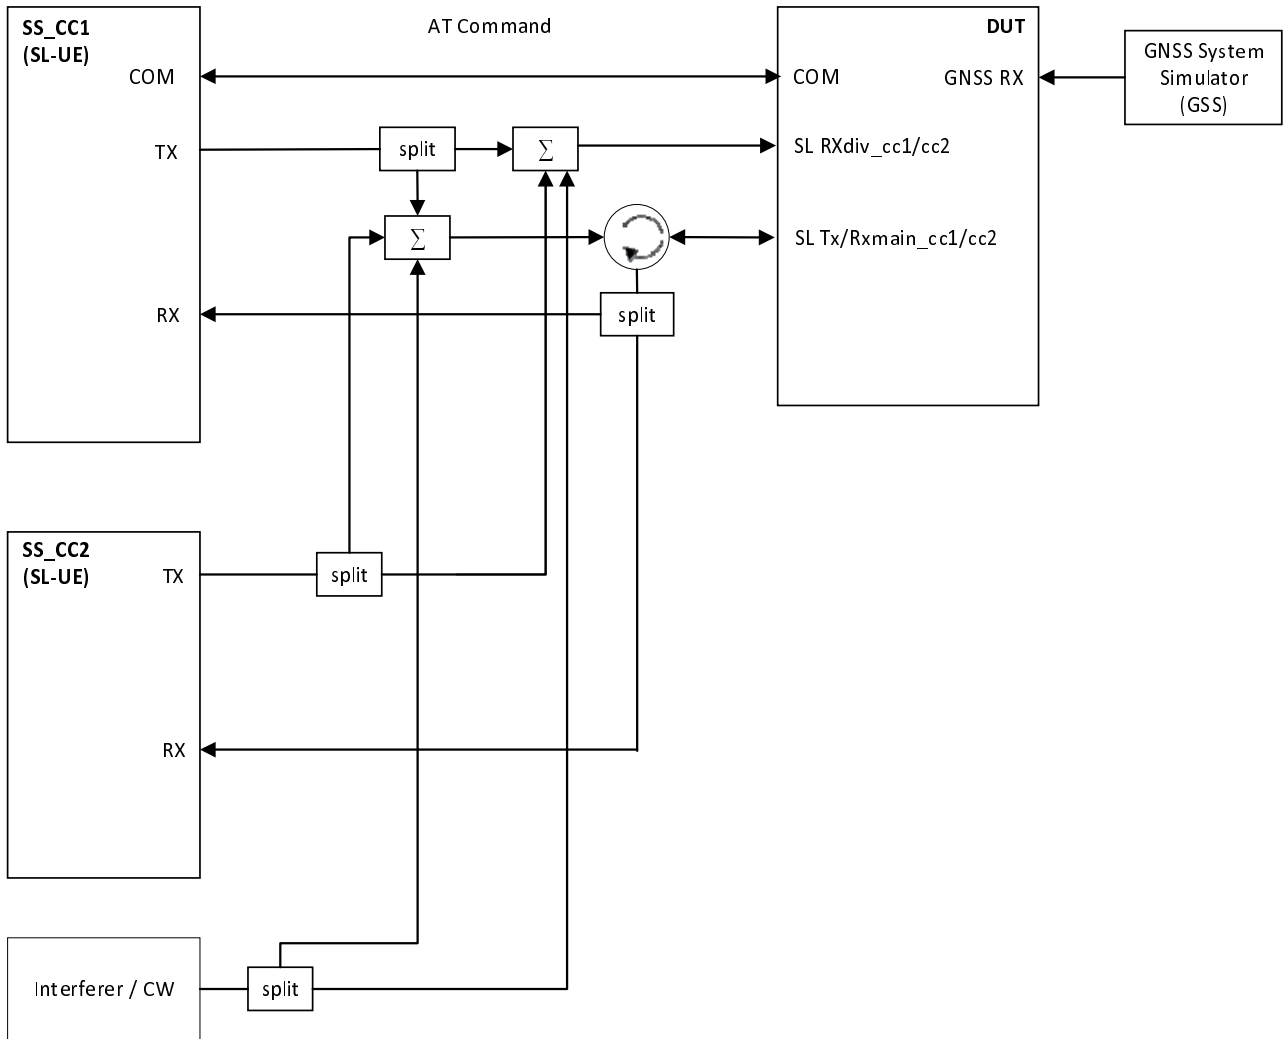 SS_CC1
(SL-UE)
AT Command
DUT
COM
COM
GNSS RX
GNSS System
Simulator
(GSS)
TX
split
∑
SL RXdiv_cc1/cc2
∑
SL Tx/Rxmain_cc1/cc2
RX
split
SS_CC2
(SL-UE)
TX
split
RX
Interferer / CW
split